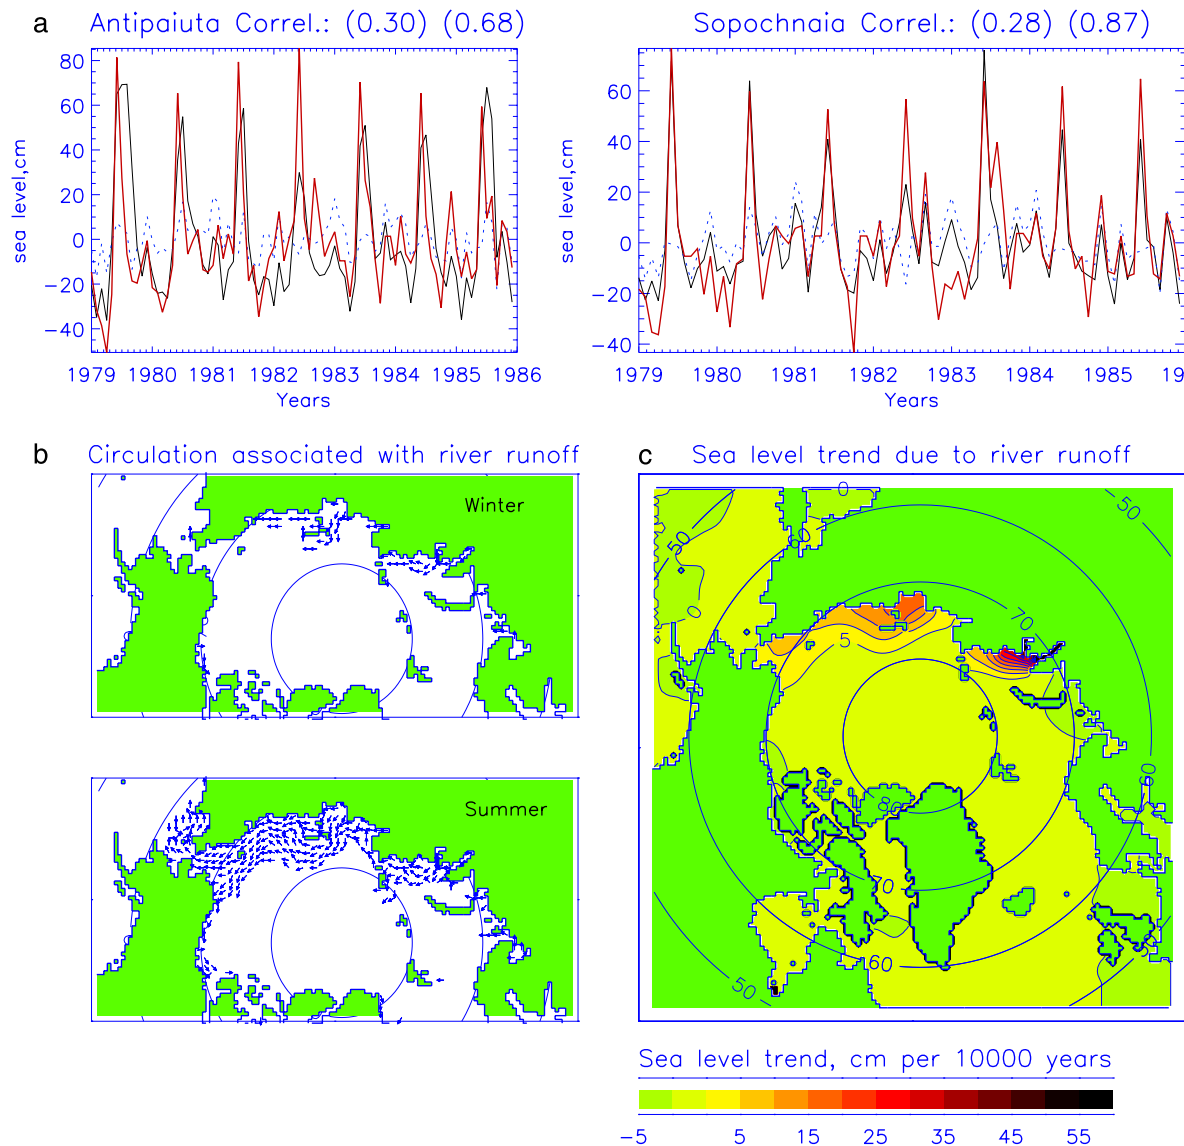 a
Antipaiuta Correl.: (0.30) (0.68)
sea level,cm
80
60
40
20
0
−20
−40
1979 1980 1981 1982 1983 1984 1985 1986
Years
Sopochnaia Correl.: (0.28) (0.87)
sea level,cm
60
40
20
0
−20
−40
1979 1980 1981 1982 1983 1984 1985 19
Years
b
Circulation associated with river runoff
Winter
Summer
c
Sea level trend due to river runoff
0
50
−50
60
0
70
5
60
80
70
60
50
Sea level trend, cm per 10000 years
−5 5 15 25 35 45 55